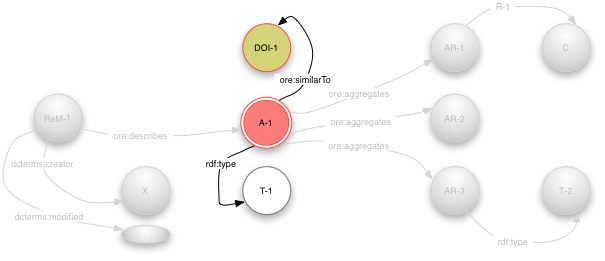 R-1
DOI-1
AR-1
C
ore:similarTo
ore:aggregates
ReM-1
A-1
ore:aggregates
AR-2
ore:describes
ore:aggregates
rdf:type
dcterms:creator
X
T-1
AR-3
T-2
dcterms:modified
rdf:type